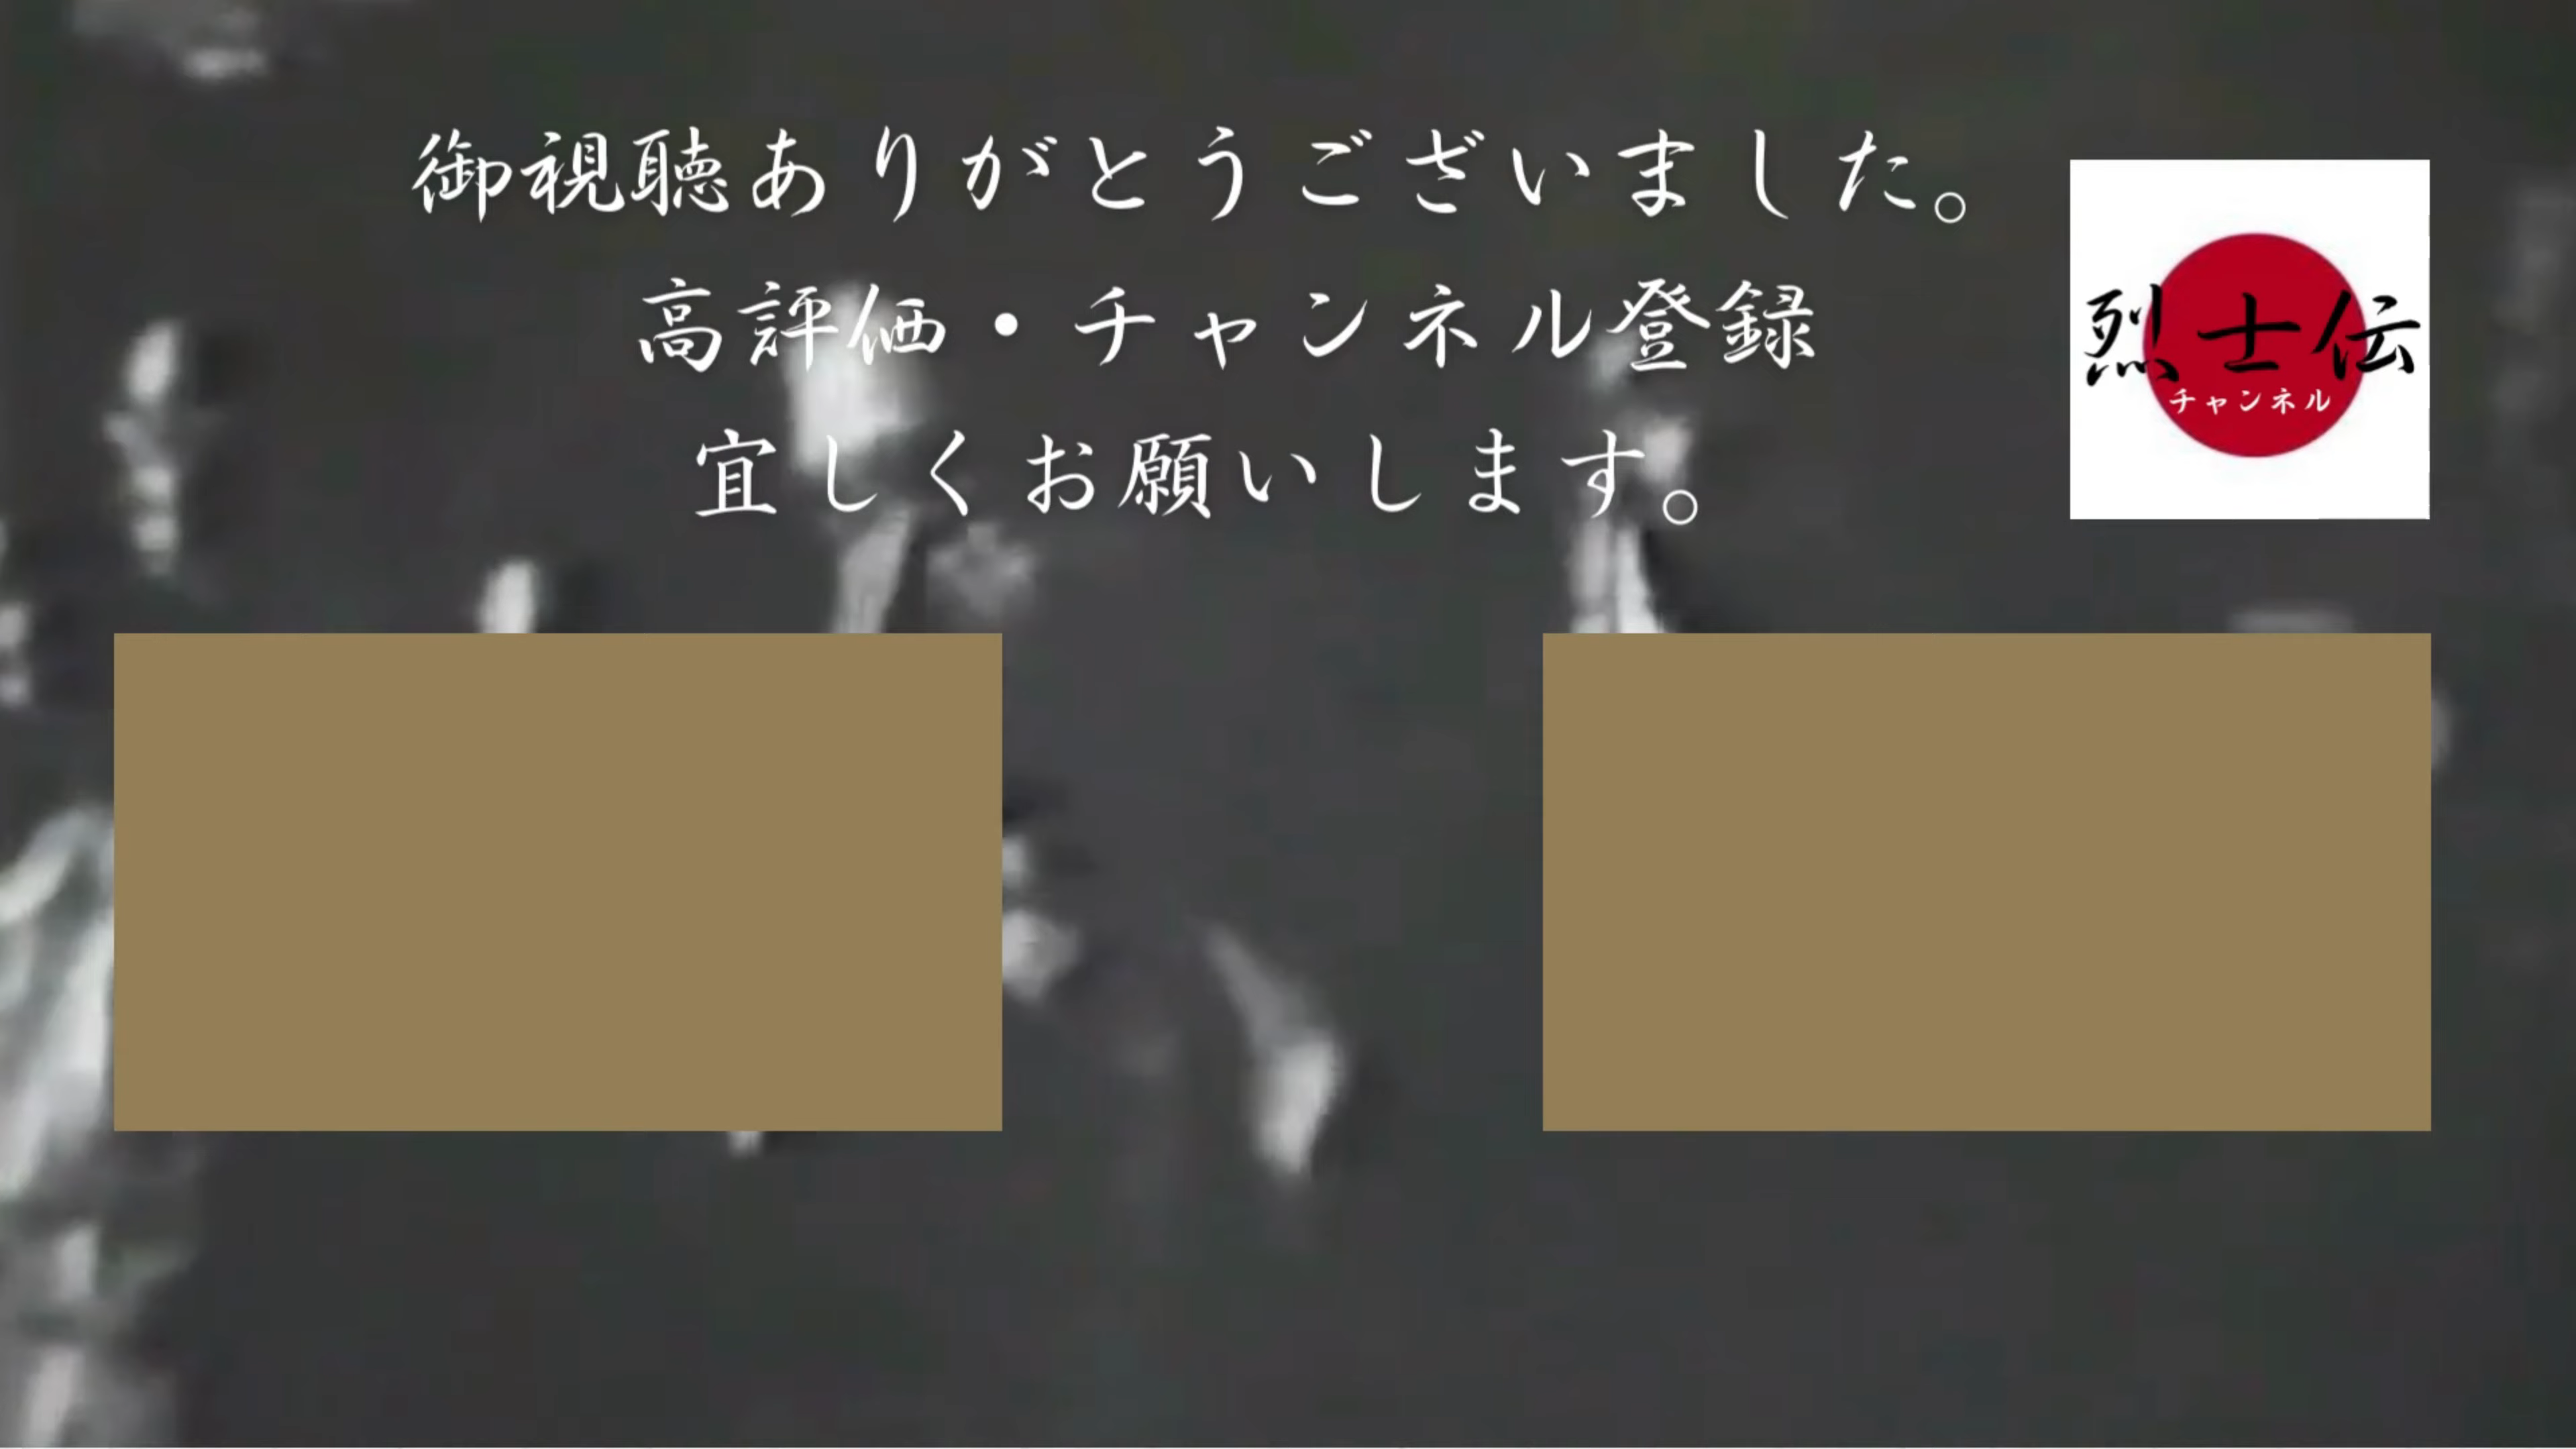 御視聴ありがとうございました。
高評価・チャンネル登録
宜しくお願いします。
烈士伝
チャンネル